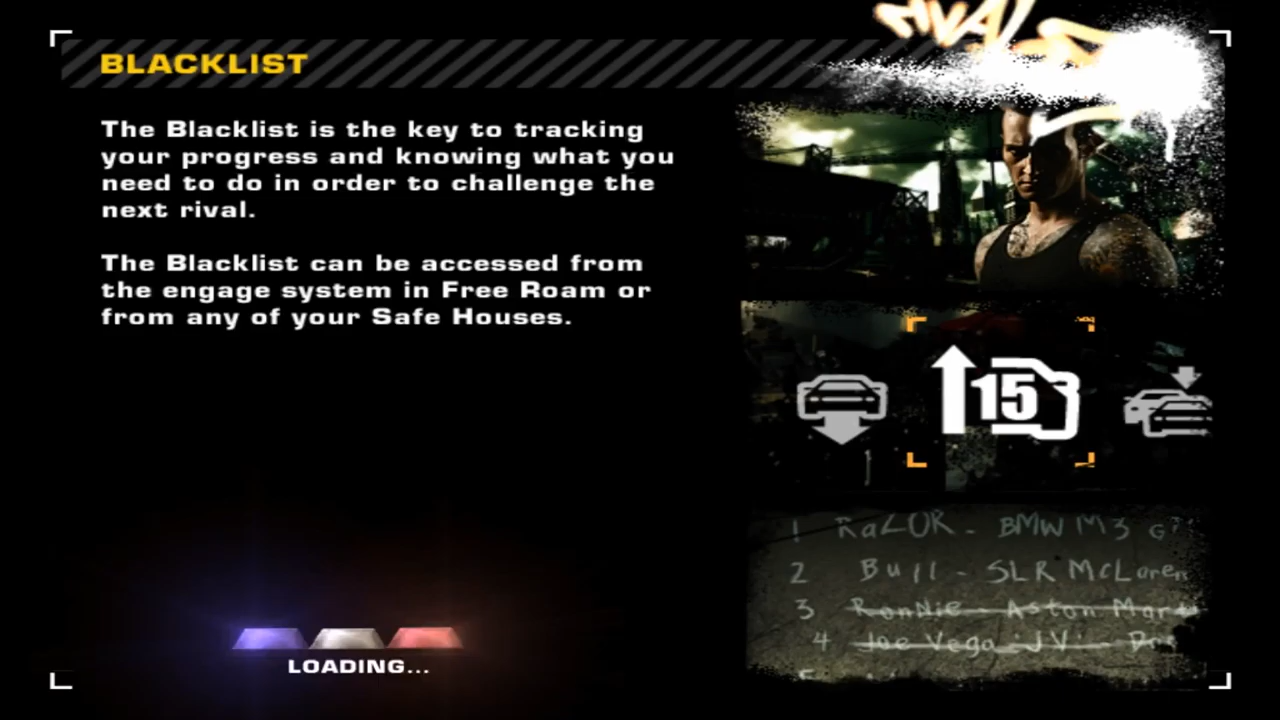 RIVALS
BLACKLIST
The Blacklist is the key to tracking
your progress and knowing what you
need to do in order to challenge the
next rival.
The Blacklist can be accessed from
the engage system in Free Roam or
from any of your Safe Houses.
15
1 RaZOR - BMW M3
2 Bull - SLR McLaren
3 Ronnie - Aston Mart
4 Joe Vega "JV" -
LOADING...